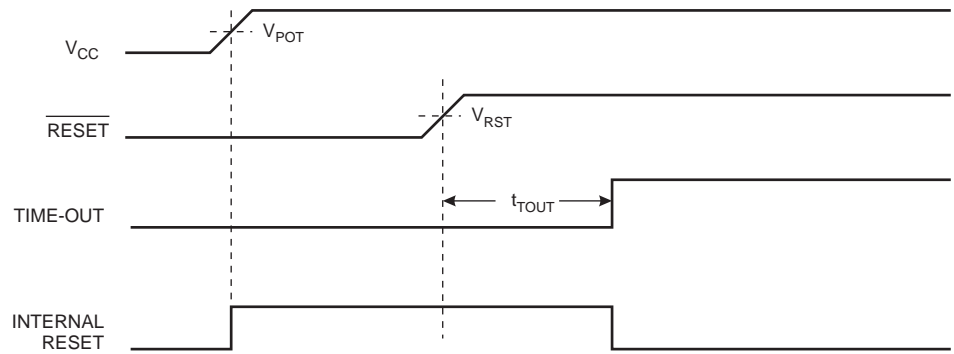 V_CC
V_POT
RESET
V_RST
TIME-OUT
t_TOUT
INTERNAL
RESET